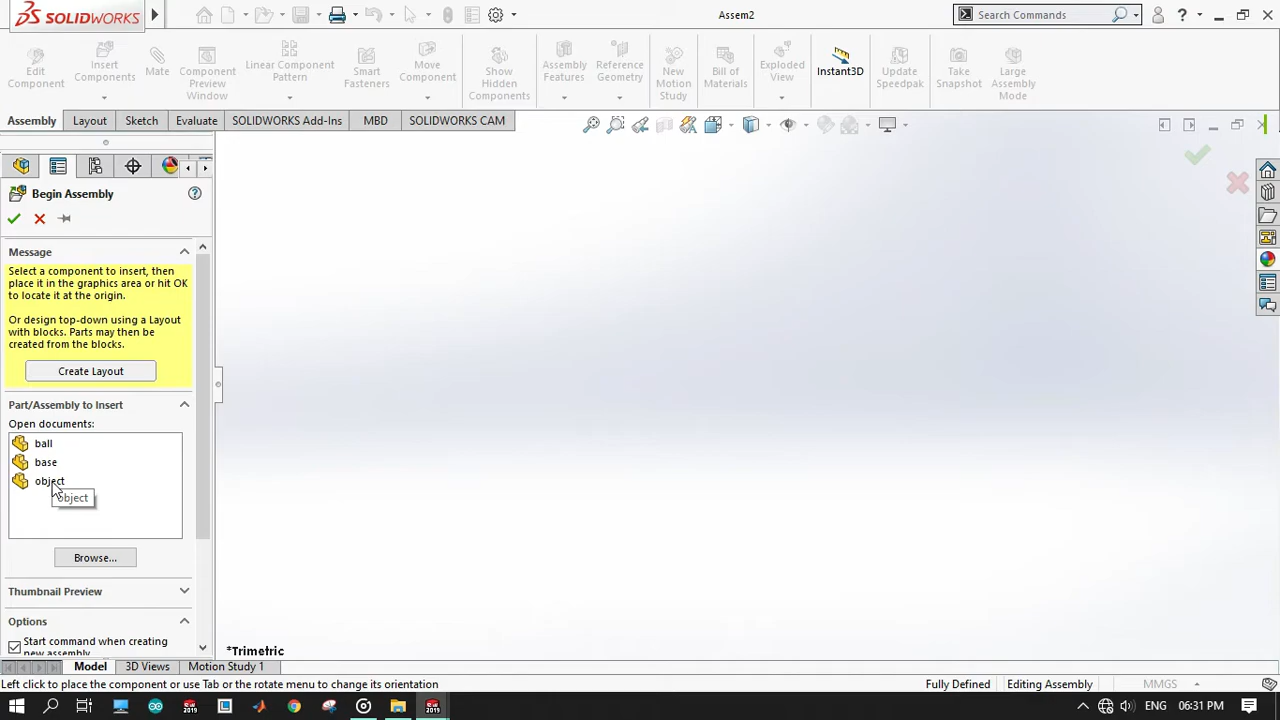 SOLIDWORKS
Assem2
Search Commands
?
Edit Component
Insert Components
Mate
Component Preview Window
Linear Component Pattern
Smart Fasteners
Move Component
Show Hidden Components
Assembly Features
Reference Geometry
New Motion Study
Bill of Materials
Exploded View
Instant3D
Update Speedpak
Take Snapshot
Large Assembly Mode
Assembly
Layout
Sketch
Evaluate
SOLIDWORKS Add-Ins
MBD
SOLIDWORKS CAM
Begin Assembly
?
Message
Select a component to insert, then
place it in the graphics area or hit OK
to locate it at the origin.
Or design top-down using a Layout
with blocks. Parts may then be
created from the blocks.
Create Layout
Part/Assembly to Insert
Open documents:
ball
base
object
object
Browse...
Thumbnail Preview
Options
Start command when creating
new assembly
*Trimetric
Model
3D Views
Motion Study 1
Left click to place the component or use Tab or the rotate menu to change its orientation
Fully Defined
Editing Assembly
MMGS
SW 2019
SW 2019
ENG
06:31 PM